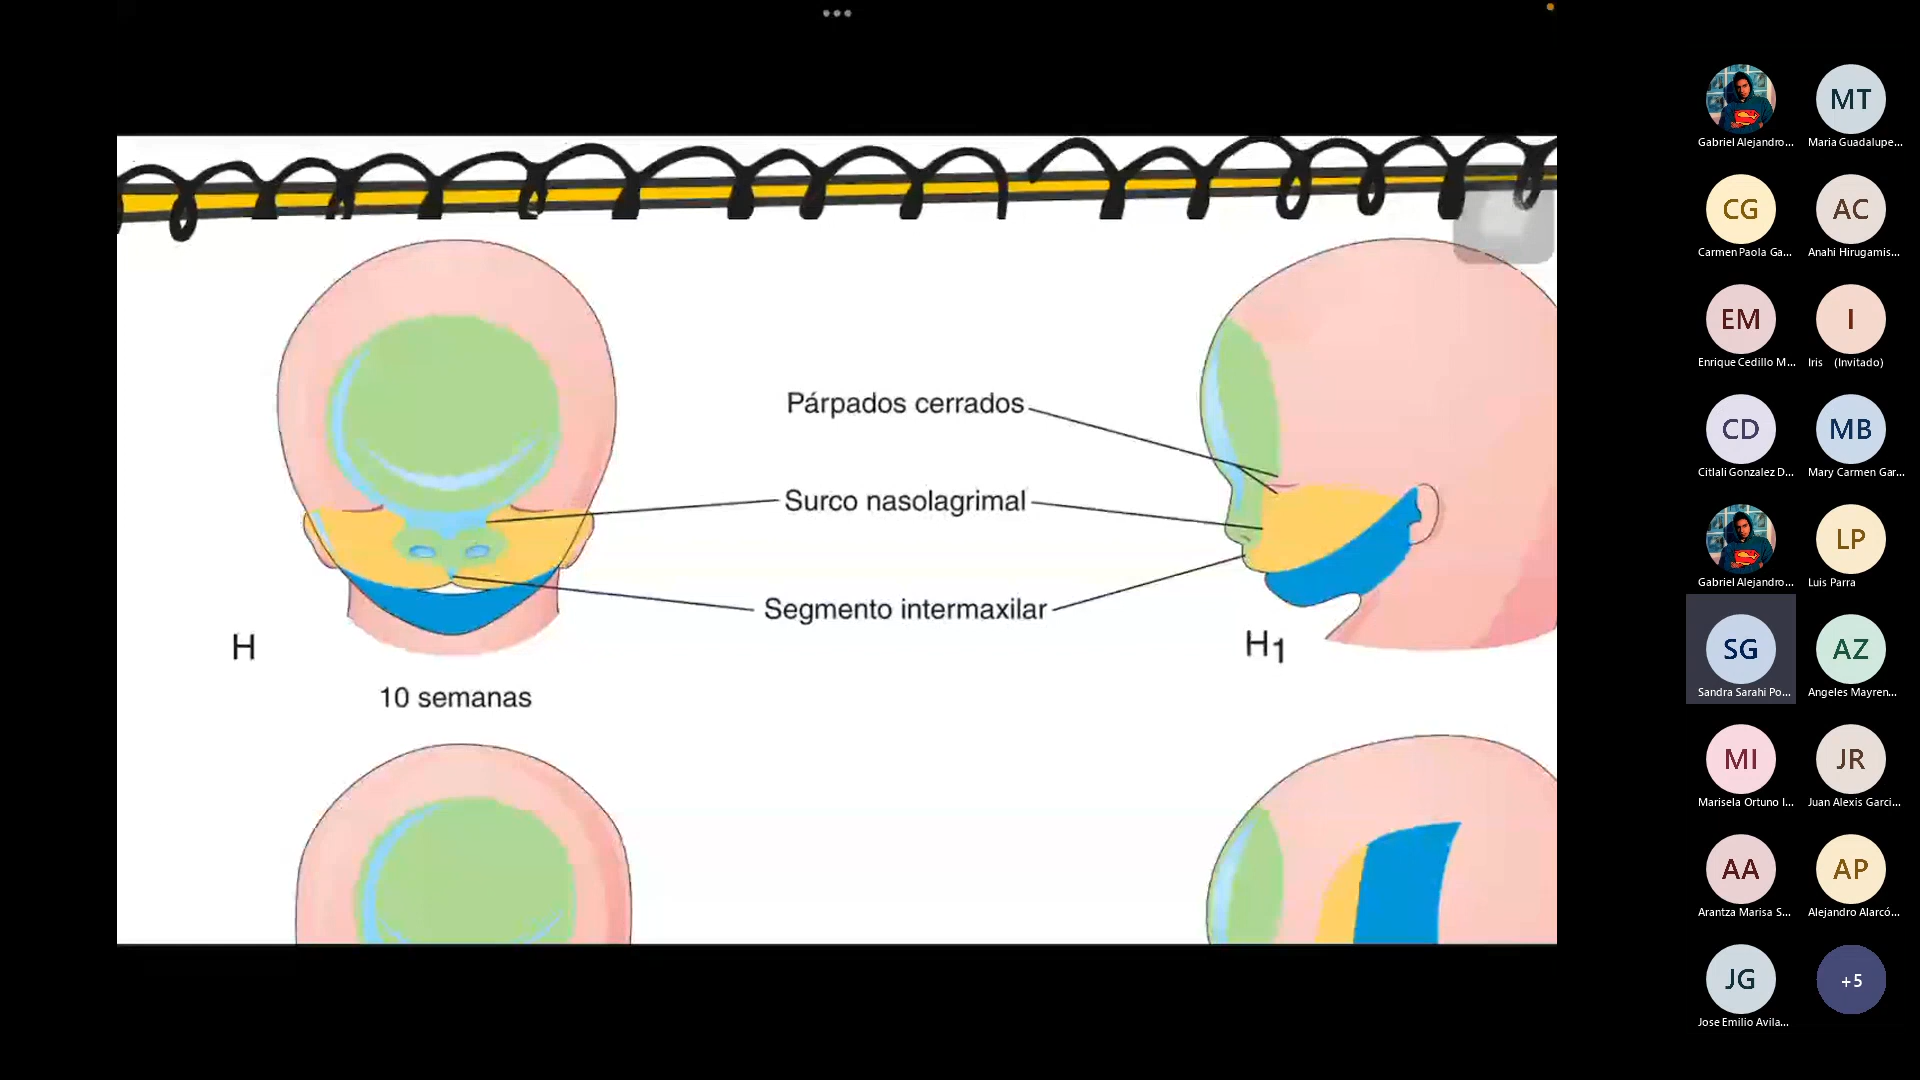 Párpados cerrados
Surco nasolagrimal
Segmento intermaxilar
H
H1
10 semanas
MT
Gabriel Alejandro...
Maria Guadalupe...
CG
AC
Carmen Paola Ga...
Anahi Hirugamis...
EM
I
Enrique Cedillo M...
Iris (Invitado)
CD
MB
Citlali Gonzalez D...
Mary Carmen Gar...
LP
Gabriel Alejandro...
Luis Parra
SG
AZ
Sandra Sarahi Po...
Angeles Mayren...
MI
JR
Marisela Ortuno I...
Juan Alexis Garci...
AA
AP
Arantza Marisa S...
Alejandro Alarcó...
JG
+5
Jose Emilio Avila...